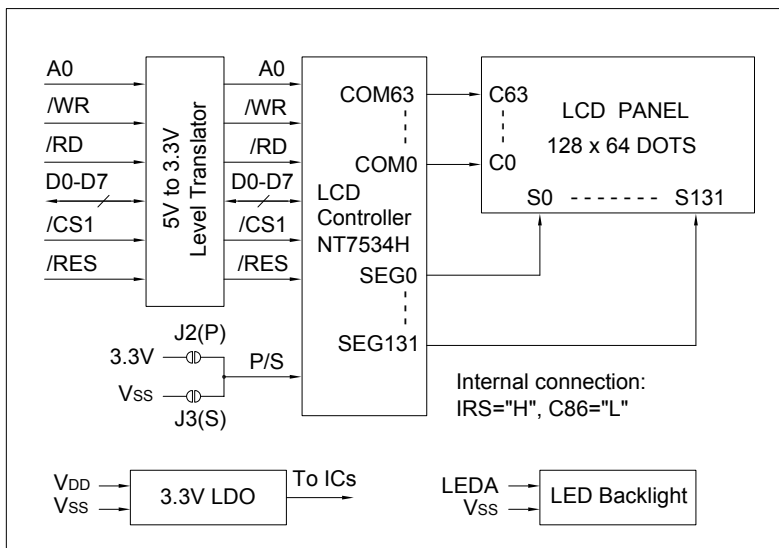 A0
/WR
/RD
D0-D7
/CS1
/RES
5V to 3.3V
Level Translator
A0
/WR
/RD
D0-D7
/CS1
/RES
J2(P)
3.3V
P/S
VSS
J3(S)
COM63
COM0
LCD
Controller
NT7534H
SEG0
SEG131
C63
C0
LCD PANEL
128 x 64 DOTS
S0
S131
Internal connection:
IRS="H", C86="L"
VDD
VSS
3.3V LDO
To ICs
LEDA
VSS
LED Backlight